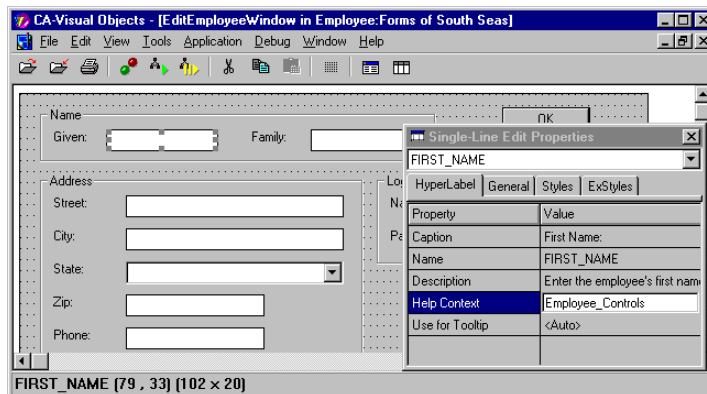 CA-Visual Objects - [EditEmployeeWindow in Employee:Forms of South Seas]
File Edit View Tools Application Debug Window Help
Name
OK
Given:
Family:
Single-Line Edit Properties
FIRST_NAME
HyperLabel General Styles ExStyles
Property Value
Caption First Name:
Name FIRST_NAME
Description Enter the employee's first nam
Help Context Employee_Controls
Use for Tooltip <Auto>
Address
Street:
City:
State:
Zip:
Phone:
FIRST_NAME (79 , 33) (102 x 20)